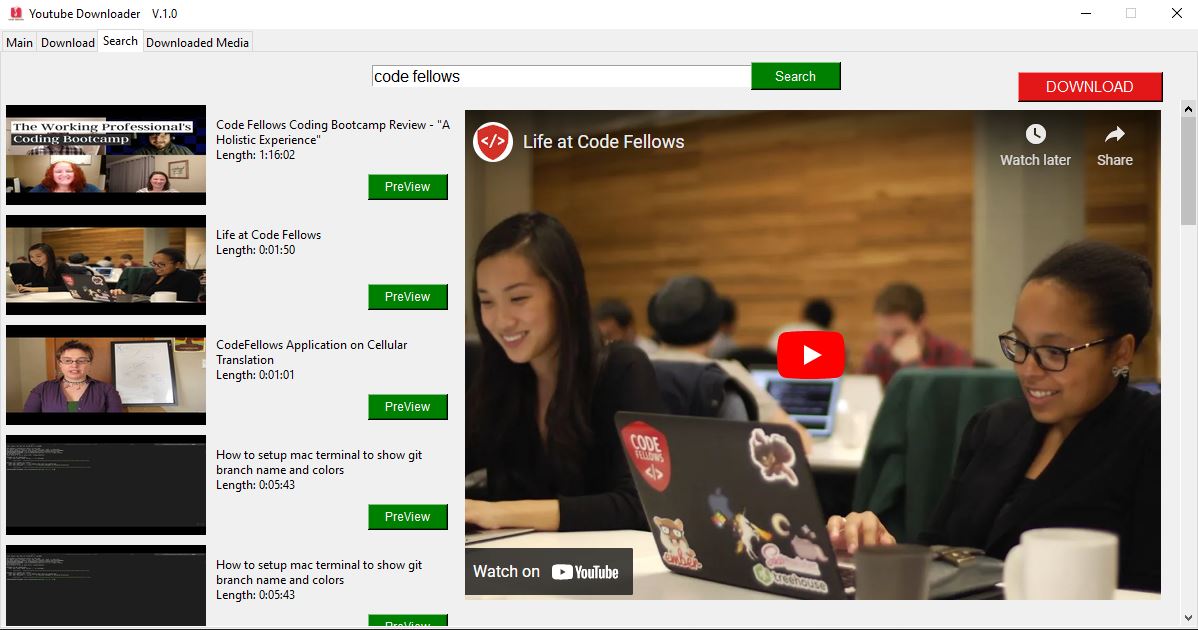 Youtube Downloader V.1.0
Main Download Search Downloaded Media
code fellows
Search
DOWNLOAD
The Working Professional's
Coding Bootcamp
Code Fellows Coding Bootcamp Review - "A
Holistic Experience"
Length: 1:16:02
PreView
Life at Code Fellows
Length: 0:01:50
PreView
CodeFellows Application on Cellular
Translation
Length: 0:01:01
PreView
How to setup mac terminal to show git
branch name and colors
Length: 0:05:43
PreView
How to setup mac terminal to show git
branch name and colors
Length: 0:05:43
PreView
</> Life at Code Fellows
Watch later
Share
CODE
FELLOWS
</>
ember
treehouse
Watch on YouTube